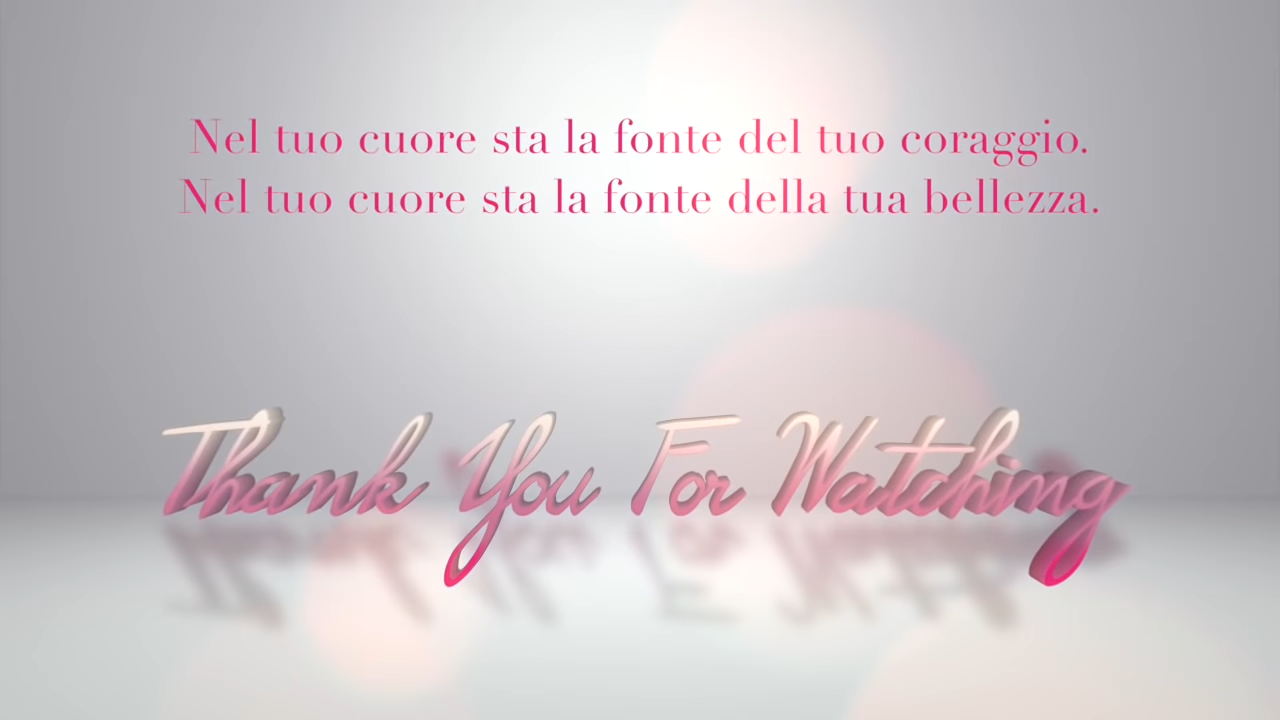 Nel tuo cuore sta la fonte del tuo coraggio.
Nel tuo cuore sta la fonte della tua bellezza.
Thank You For Watching